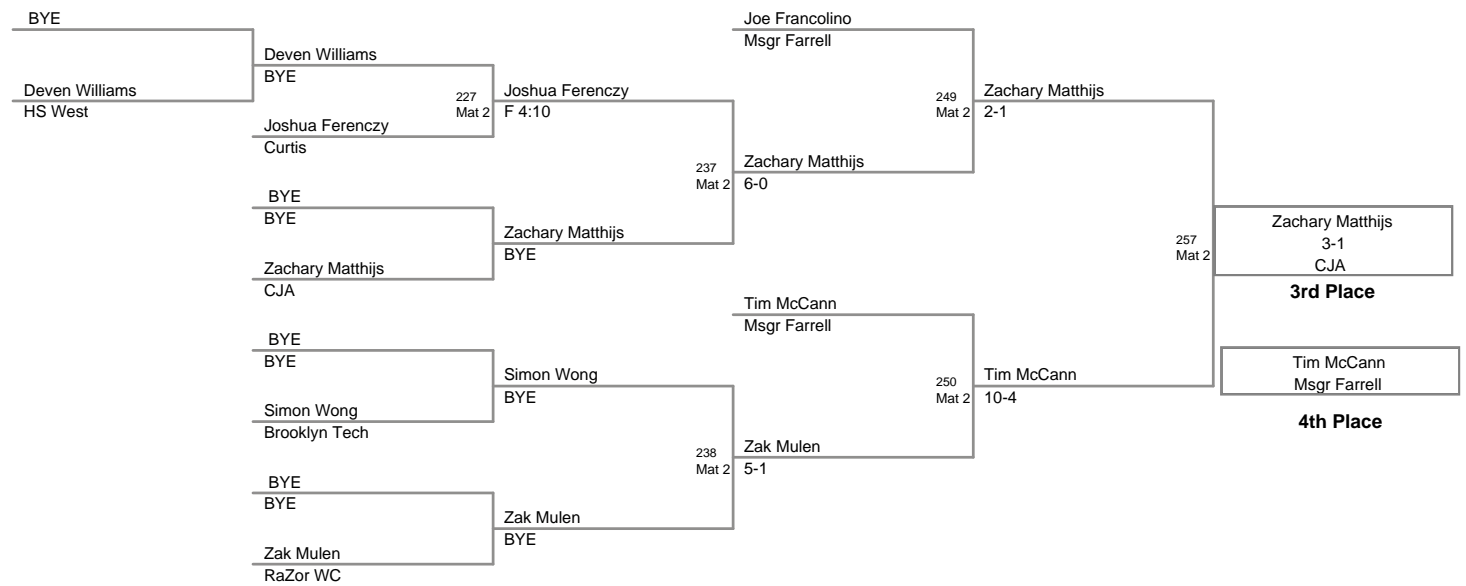 BYE
Deven Williams
HS West
Deven Williams
BYE
Joshua Ferenczy
Curtis
BYE
BYE
Zachary Matthijs
CJA
BYE
BYE
Simon Wong
Brooklyn Tech
BYE
BYE
Zak Mulen
RaZor WC
227
Mat 2
Joshua Ferenczy
F 4:10
Zachary Matthijs
BYE
Simon Wong
BYE
Zak Mulen
BYE
237
Mat 2
238
Mat 2
Joe Francolino
Msgr Farrell
Zachary Matthijs
6-0
Tim McCann
Msgr Farrell
Zak Mulen
5-1
249
Mat 2
250
Mat 2
Zachary Matthijs
2-1
Tim McCann
10-4
257
Mat 2
Zachary Matthijs
3-1
CJA
3rd Place
Tim McCann
Msgr Farrell
4th Place